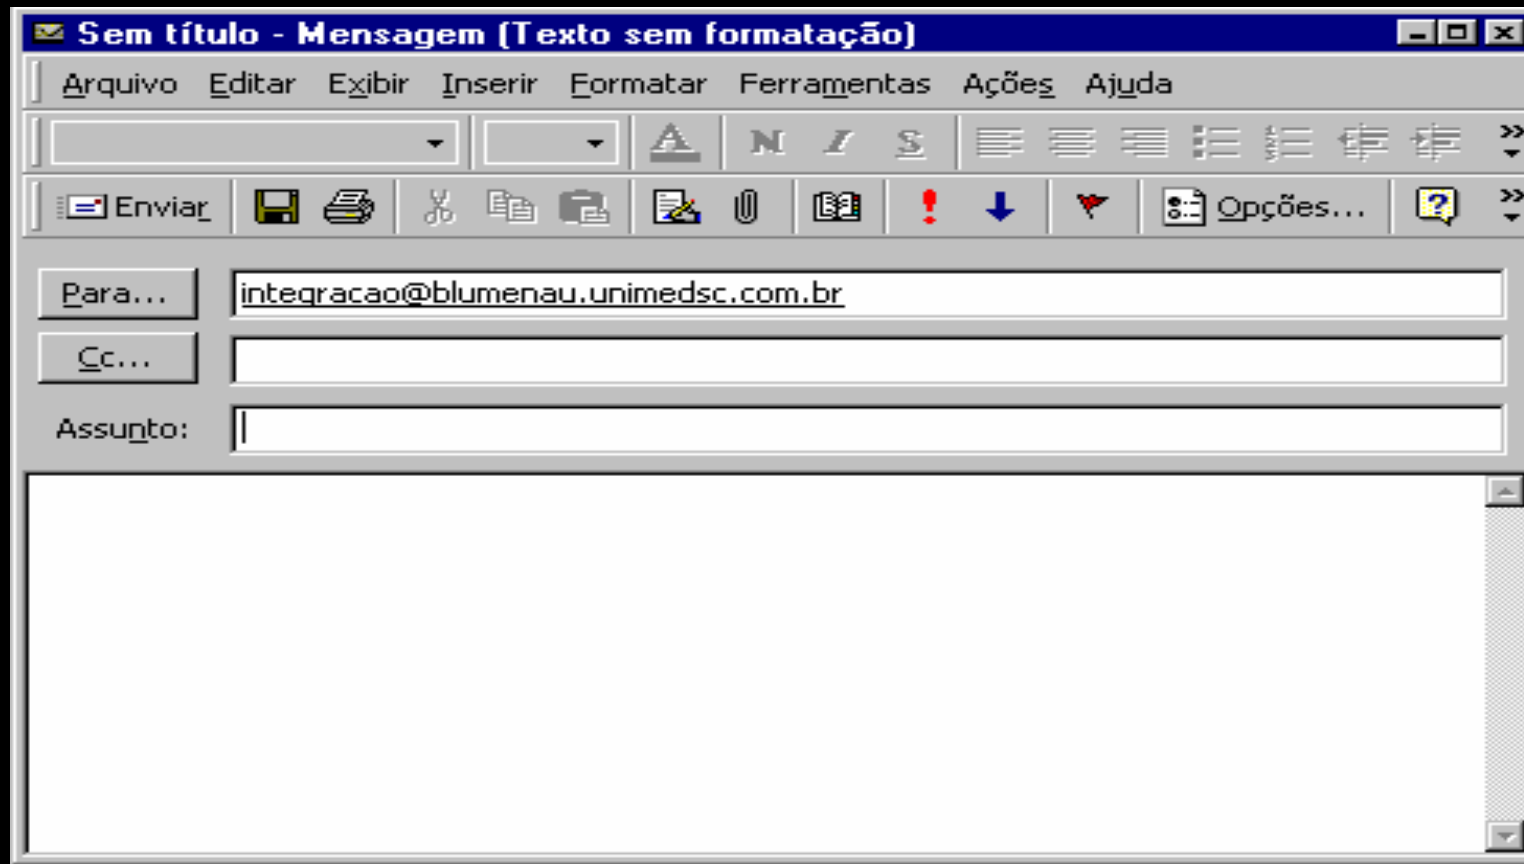 Sem título - Mensagem (Texto sem formatação)
Arquivo Editar Exibir Inserir Formatar Ferramentas Ações Ajuda
A N I S
Enviar Opções...
Para... integracao@blumenau.unimedsc.com.br
Cc...
Assunto: